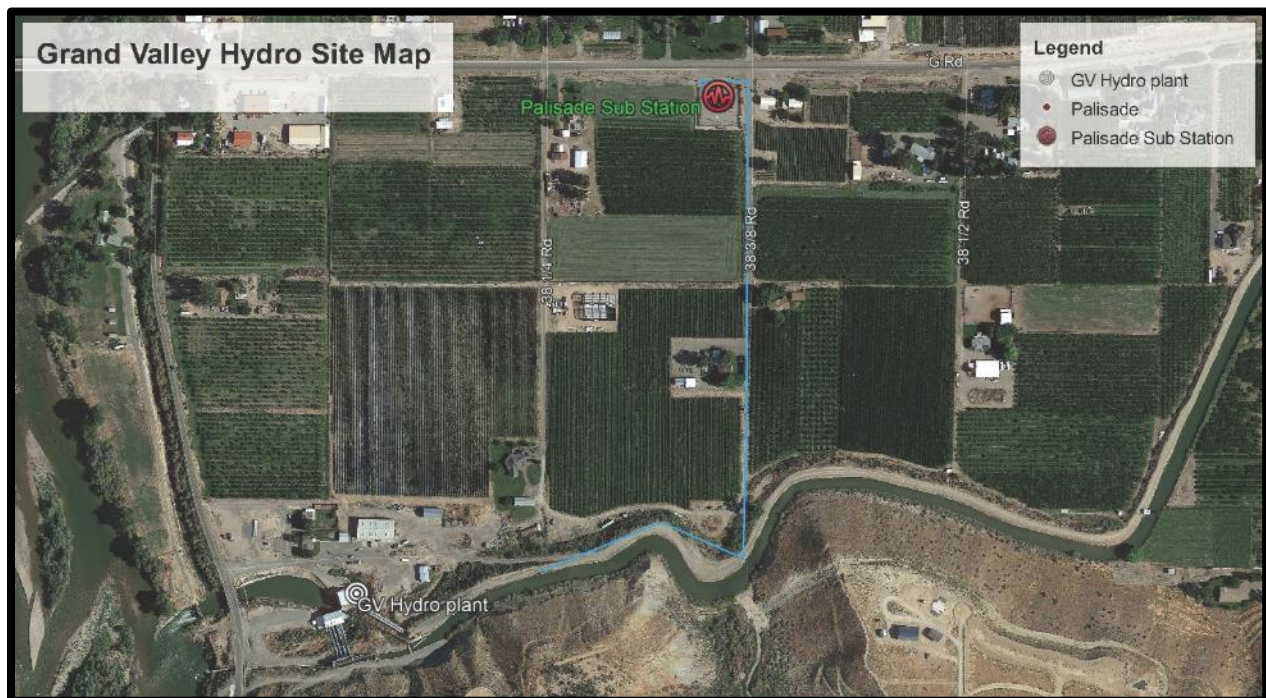 Grand Valley Hydro Site Map
Legend
GV Hydro plant
Palisade
Palisade Sub Station
G Rd
Palisade Sub Station
38 1/4 Rd
38 3/8 Rd
38 1/2 Rd
GV Hydro plant